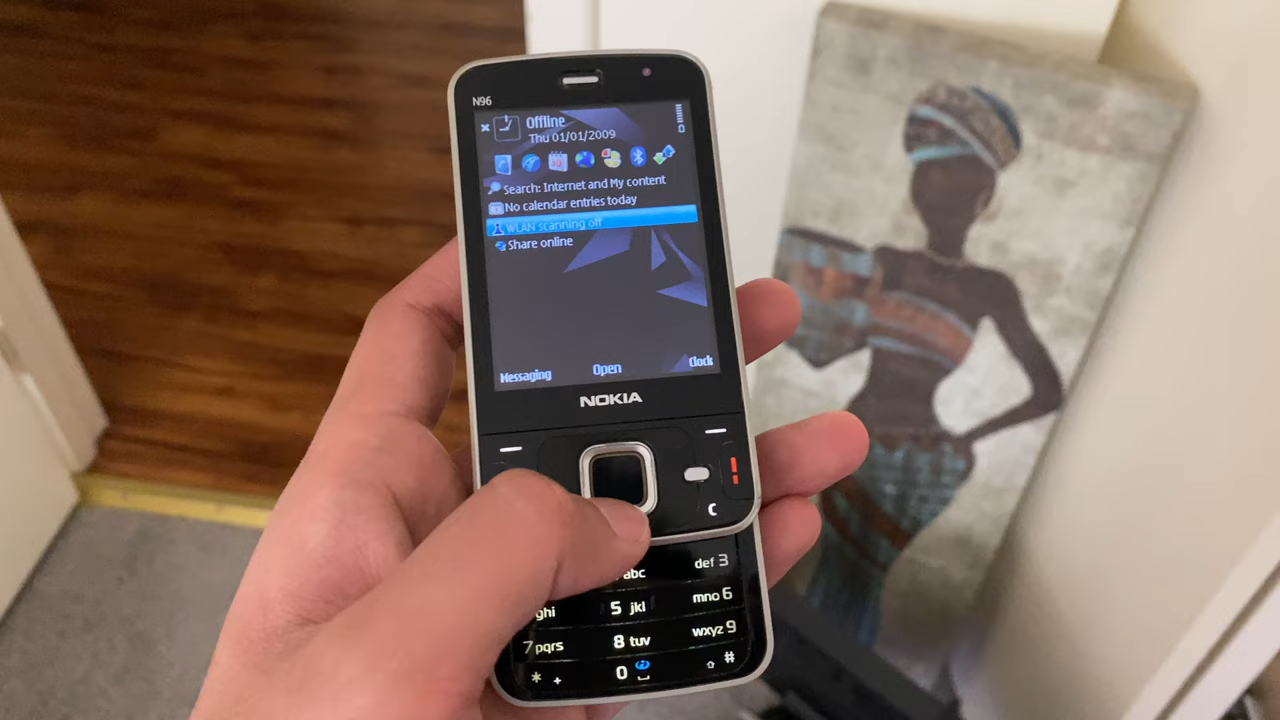 N96
Offline
Thu 01/01/2009
Search: Internet and My content
No calendar entries today
WLAN scanning off
Share online
Messaging Open Clock
NOKIA
C
abc def 3
ghi 5 jkl mno 6
7 pqrs 8 tuv wxyz 9
* + 0 #